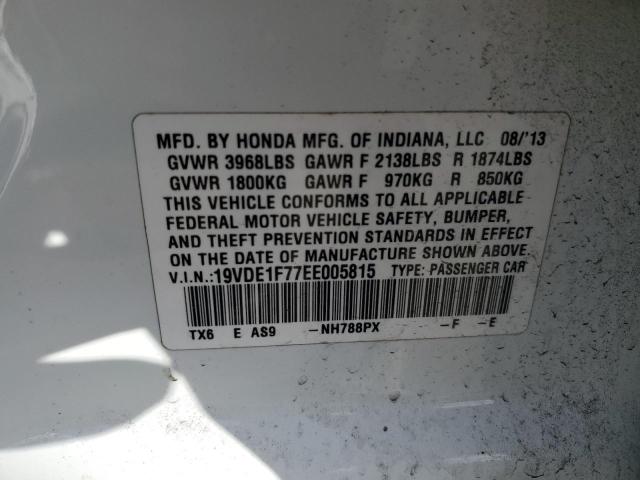 MFD. BY HONDA MFG. OF INDIANA, LLC 08/'13
GVWR 3968LBS GAWR F 2138LBS R 1874LBS
GVWR 1800KG GAWR F 970KG R 850KG
THIS VEHICLE CONFORMS TO ALL APPLICABLE
FEDERAL MOTOR VEHICLE SAFETY, BUMPER,
AND THEFT PREVENTION STANDARDS IN EFFECT
ON THE DATE OF MANUFACTURE SHOWN ABOVE.
V.I.N.:19VDE1F77EE005815 TYPE: PASSENGER CAR
TX6 E AS9 -NH788PX -F -E